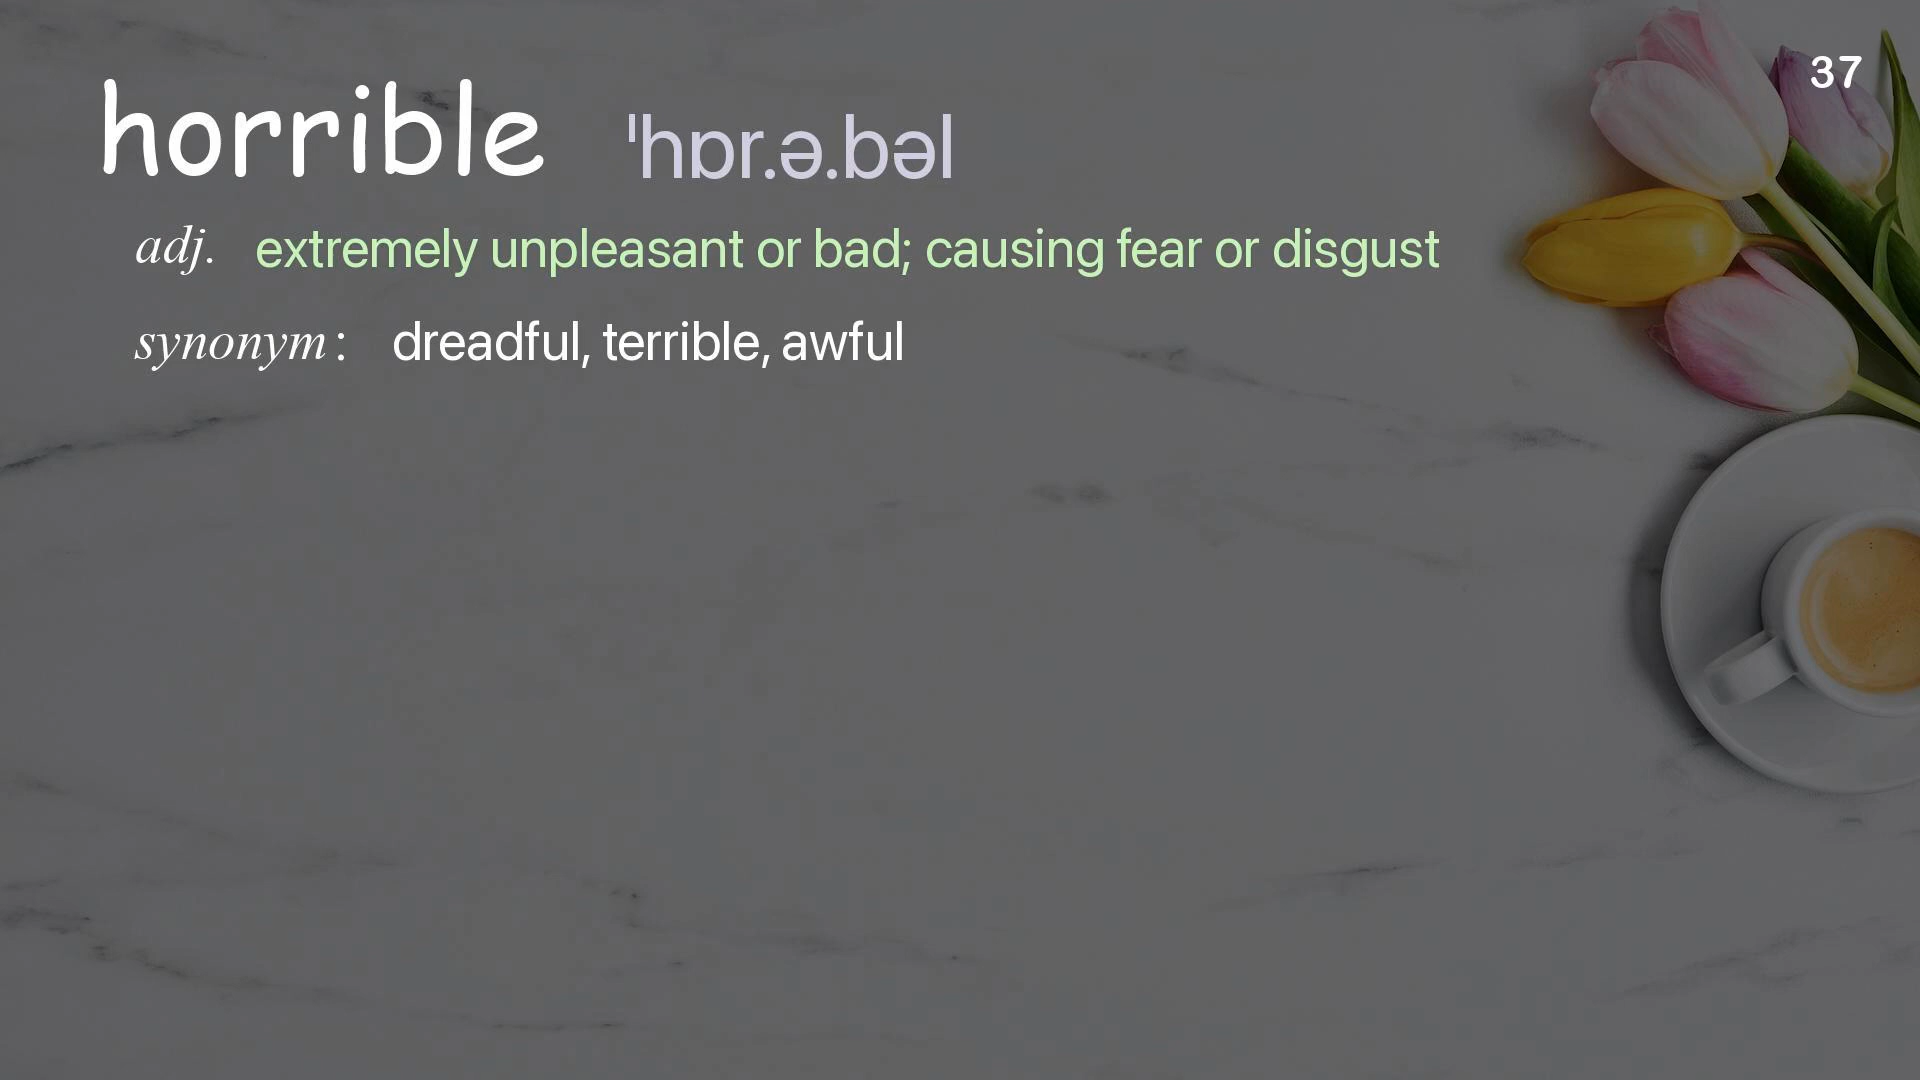 37
horrible ˈhɒr.ə.bəl
adj. extremely unpleasant or bad; causing fear or disgust
synonym: dreadful, terrible, awful